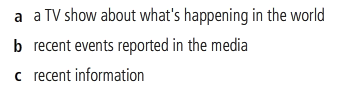 a a TV show about what's happening in the world
b recent events reported in the media
c recent information